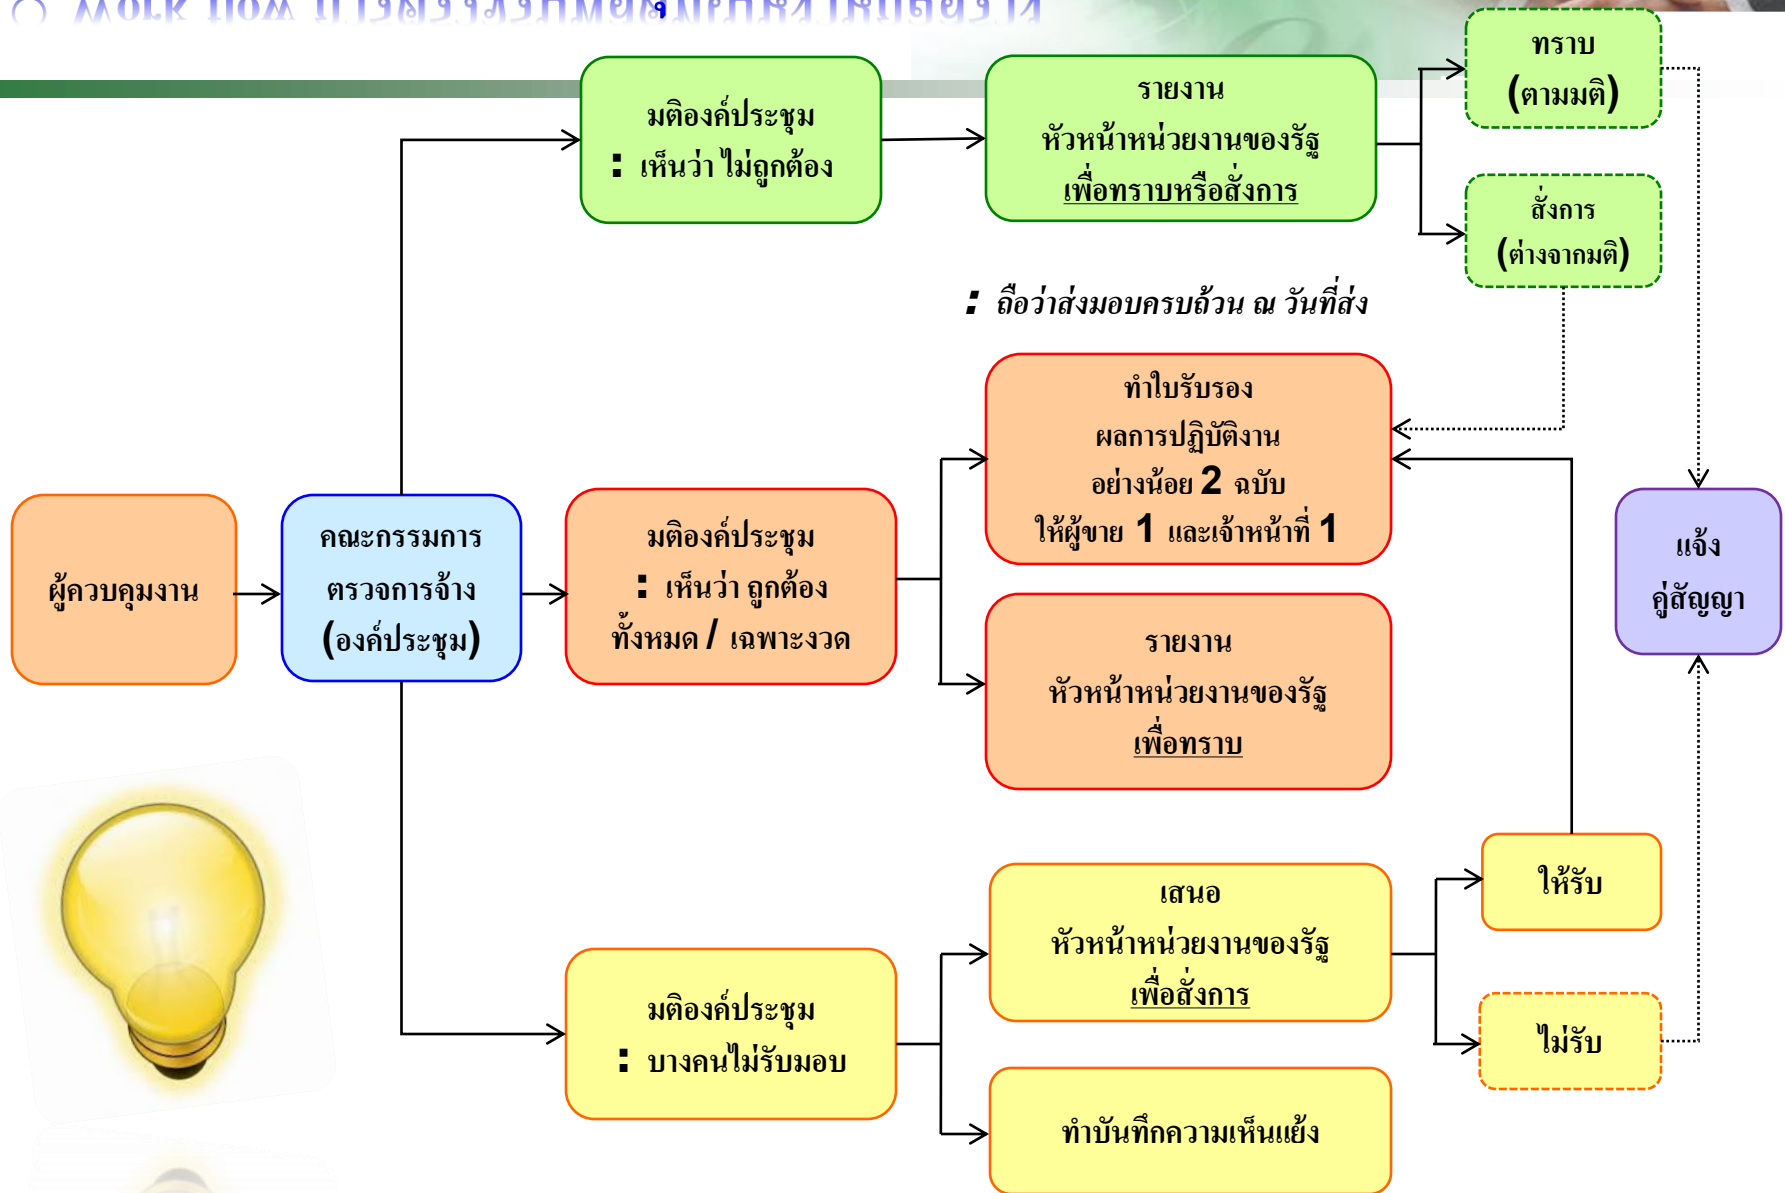 มติองค์ประชุม
: เห็นว่า ไม่ถูกต้อง
รายงาน
หัวหน้าหน่วยงานของรัฐ
เพื่อทราบหรือสั่งการ
ทราบ
(ตามมติ)
สั่งการ
(ต่างจากมติ)
: ถือว่าส่งมอบครบถ้วน ณ วันที่ส่ง
ผู้ควบคุมงาน
คณะกรรมการ
ตรวจการจ้าง
(องค์ประชุม)
มติองค์ประชุม
: เห็นว่า ถูกต้อง
ทั้งหมด / เฉพาะงวด
ทำใบรับรอง
ผลการปฏิบัติงาน
อย่างน้อย 2 ฉบับ
ให้ผู้ขาย 1 และเจ้าหน้าที่ 1
รายงาน
หัวหน้าหน่วยงานของรัฐ
เพื่อทราบ
แจ้ง
คู่สัญญา
มติองค์ประชุม
: บางคนไม่รับมอบ
เสนอ
หัวหน้าหน่วยงานของรัฐ
เพื่อสั่งการ
ทำบันทึกความเห็นแย้ง
ให้รับ
ไม่รับ